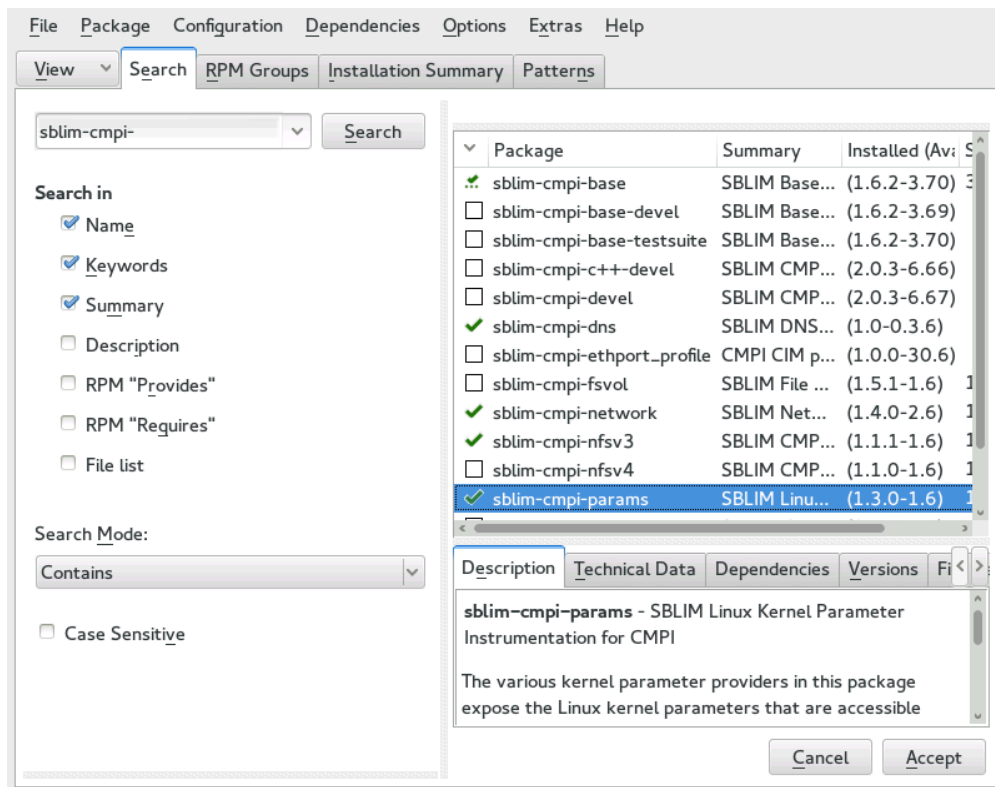 File Package Configuration Dependencies Options Extras Help
View Search RPM Groups Installation Summary Patterns
sblim-cmpi- Search
Search in
Name
Keywords
Summary
Description
RPM "Provides"
RPM "Requires"
File list
Search Mode:
Contains
Case Sensitive
Package Summary Installed (Ava S
sblim-cmpi-base SBLIM Base... (1.6.2-3.70) 3
sblim-cmpi-base-devel SBLIM Base... (1.6.2-3.69)
sblim-cmpi-base-testsuite SBLIM Base... (1.6.2-3.70)
sblim-cmpi-c++-devel SBLIM CMP... (2.0.3-6.66)
sblim-cmpi-devel SBLIM CMP... (2.0.3-6.67)
sblim-cmpi-dns SBLIM DNS... (1.0-0.3.6)
sblim-cmpi-ethport_profile CMPI CIM p... (1.0.0-30.6)
sblim-cmpi-fsvol SBLIM File ... (1.5.1-1.6) 1
sblim-cmpi-network SBLIM Net... (1.4.0-2.6) 1
sblim-cmpi-nfsv3 SBLIM CMP... (1.1.1-1.6) 1
sblim-cmpi-nfsv4 SBLIM CMP... (1.1.0-1.6) 1
sblim-cmpi-params SBLIM Linu... (1.3.0-1.6) 1
Description Technical Data Dependencies Versions Fi
sblim-cmpi-params - SBLIM Linux Kernel Parameter
Instrumentation for CMPI
The various kernel parameter providers in this package
expose the Linux kernel parameters that are accessible
Cancel Accept